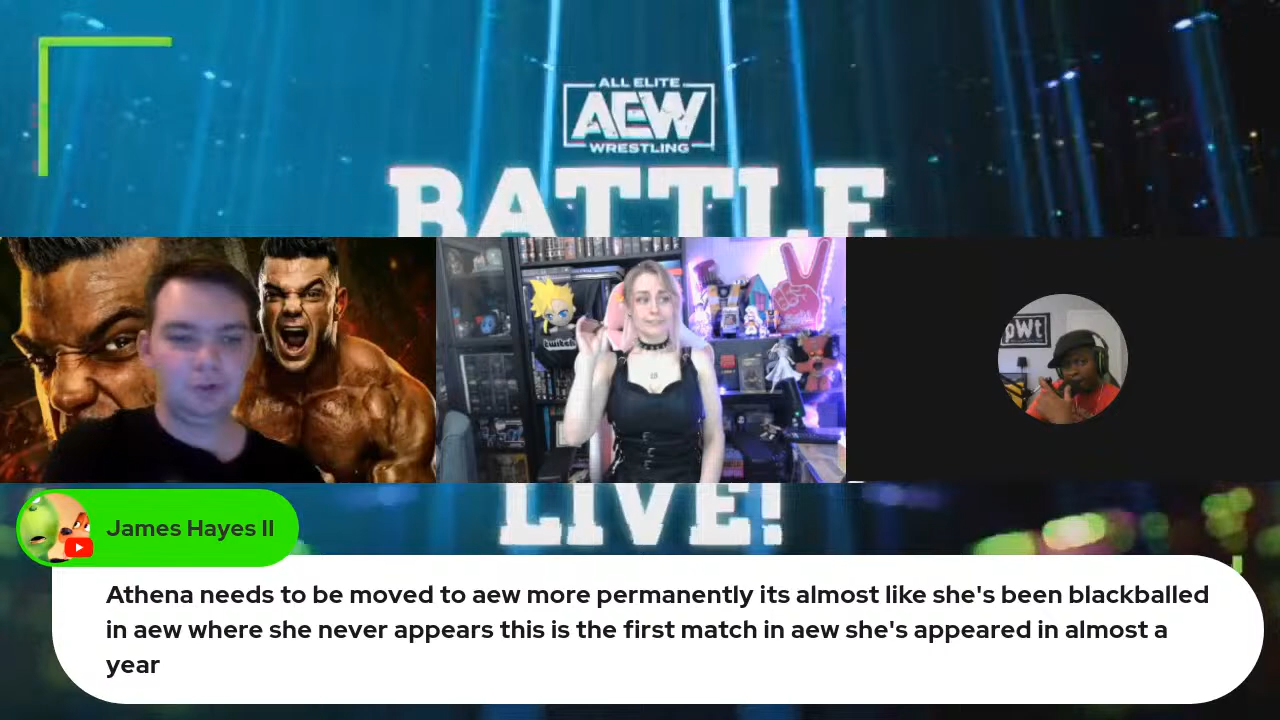 ALL ELITE
AEW
WRESTLING
BATTLE
twitch
pWt
LIVE!
James Hayes II
Athena needs to be moved to aew more permanently its almost like she's been blackballed
in aew where she never appears this is the first match in aew she's appeared in almost a
year